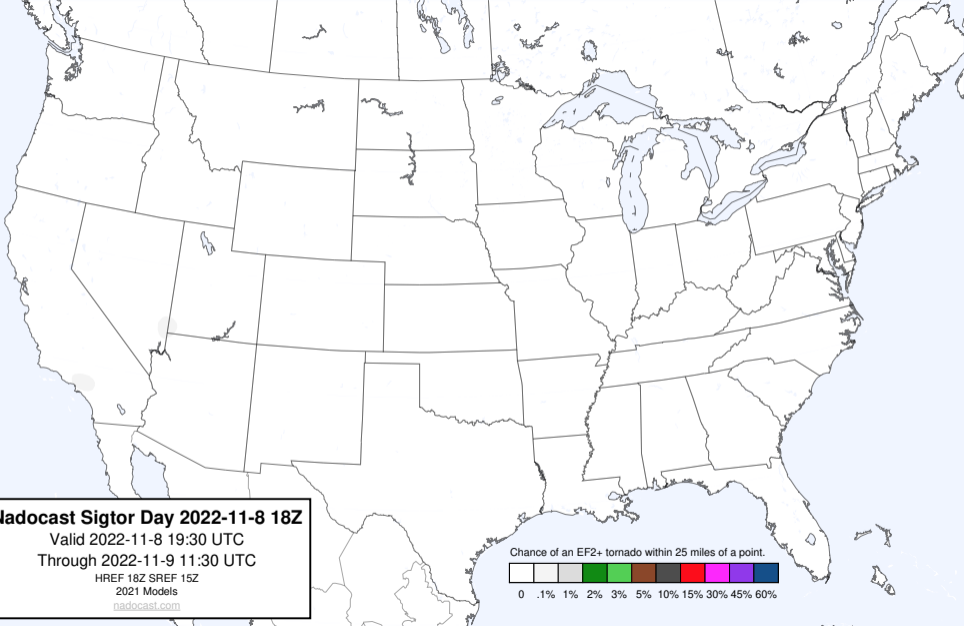 Nadocast Sigtor Day 2022-11-8 18Z
Valid 2022-11-8 19:30 UTC
Through 2022-11-9 11:30 UTC
HREF 18Z SREF 15Z
2021 Models
nadocast.com
Chance of an EF2+ tornado within 25 miles of a point.
0 .1% 1% 2% 3% 5% 10% 15% 30% 45% 60%